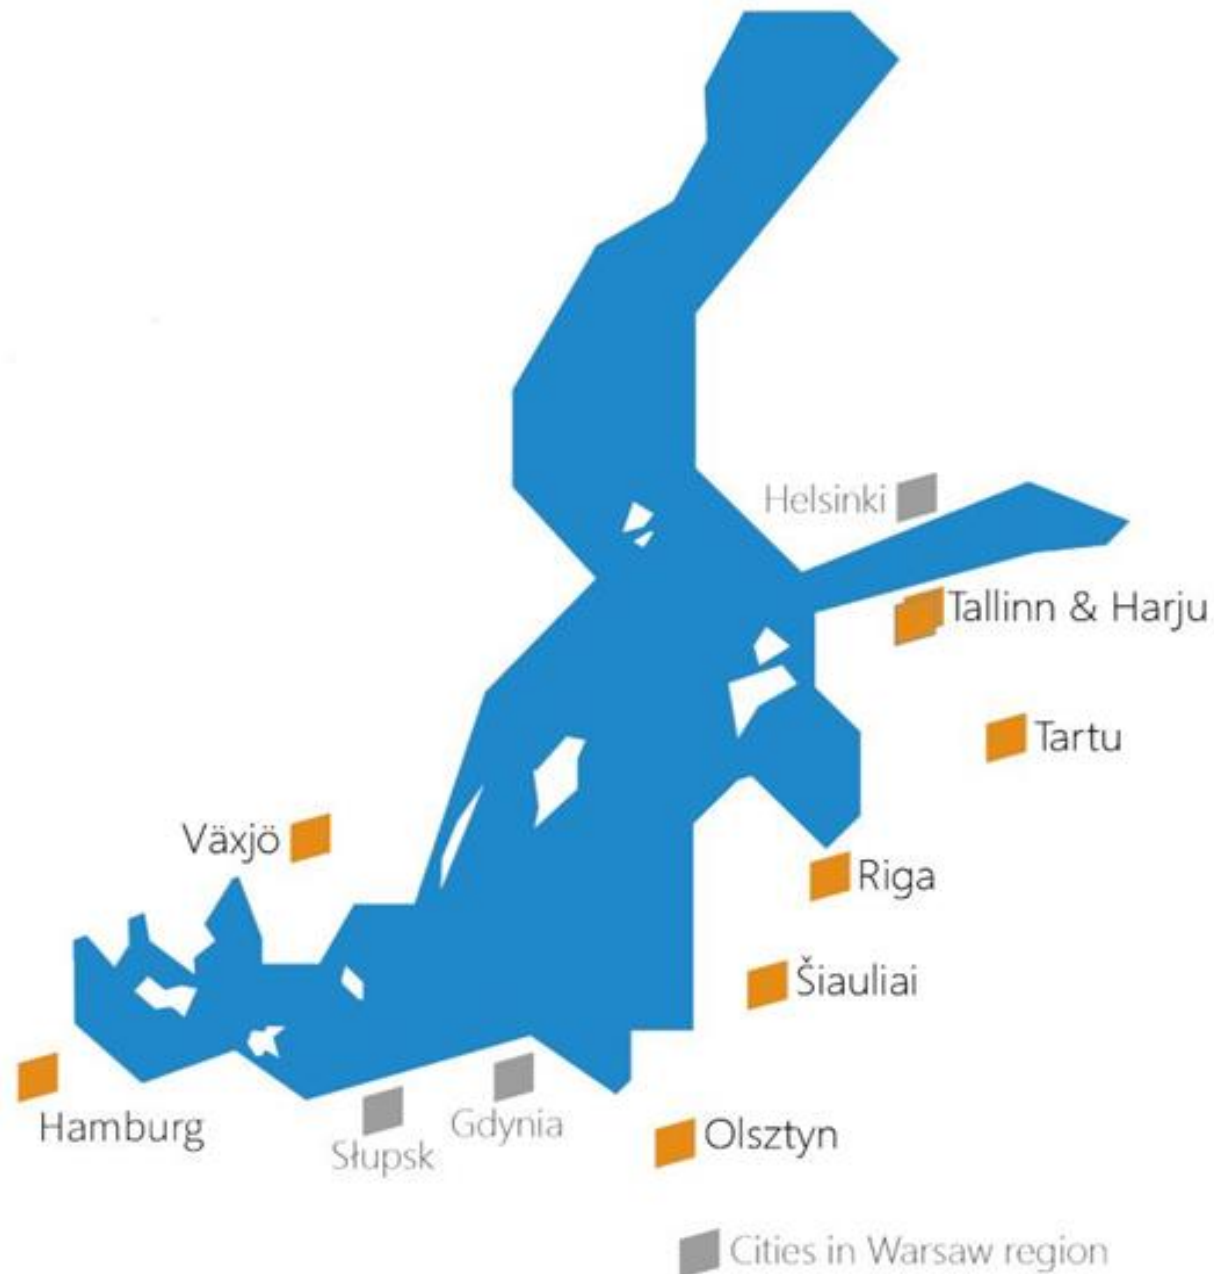 Helsinki
Tallinn & Harju
Tartu
Växjö
Riga
Šiauliai
Hamburg
Gdynia
Słupsk
Olsztyn
Cities in Warsaw region